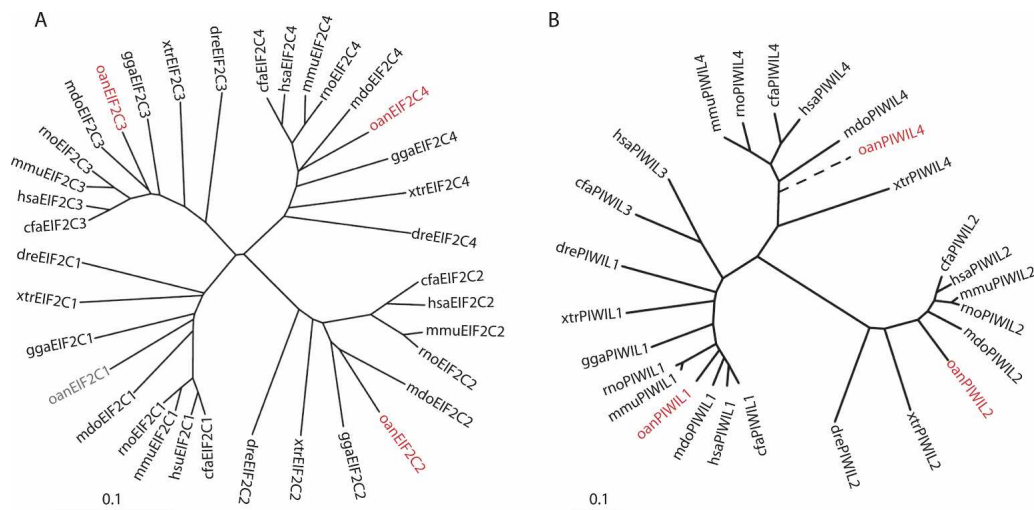 A
mdoEIF2C3
oanEIF2C3
ggaEIF2C3
xtrEIF2C3
dreEIF2C3
cfaEIF2C4
hsaEIF2C4
mmuEIF2C4
rnoEIF2C4
mdoEIF2C4
oanEIF2C4
ggaEIF2C4
xtrEIF2C4
dreEIF2C4
rnoEIF2C3
mmuEIF2C3
hsaEIF2C3
cfaEIF2C3
dreEIF2C1
xtrEIF2C1
ggaEIF2C1
oanEIF2C1
mdoEIF2C1
rnoEIF2C1
mmuEIF2C1
hsuEIF2C1
cfaEIF2C1
cfaEIF2C2
hsaEIF2C2
mmuEIF2C2
rnoEIF2C2
mdoEIF2C2
oanEIF2C2
ggaEIF2C2
xtrEIF2C2
dreEIF2C2
0.1
B
mmuPIWIL4
rnoPIWIL4
cfaPIWIL4
hsaPIWIL4
mdoPIWIL4
oanPIWIL4
xtrPIWIL4
hsaPIWIL3
cfaPIWIL3
drePIWIL1
xtrPIWIL1
ggaPIWIL1
rnoPIWIL1
mmuPIWIL1
oanPIWIL1
mdoPIWIL1
hsaPIWIL1
cfaPIWIL1
cfaPIWIL2
hsaPIWIL2
mmuPIWIL2
rnoPIWIL2
mdoPIWIL2
oanPIWIL2
xtrPIWIL2
drePIWIL2
0.1